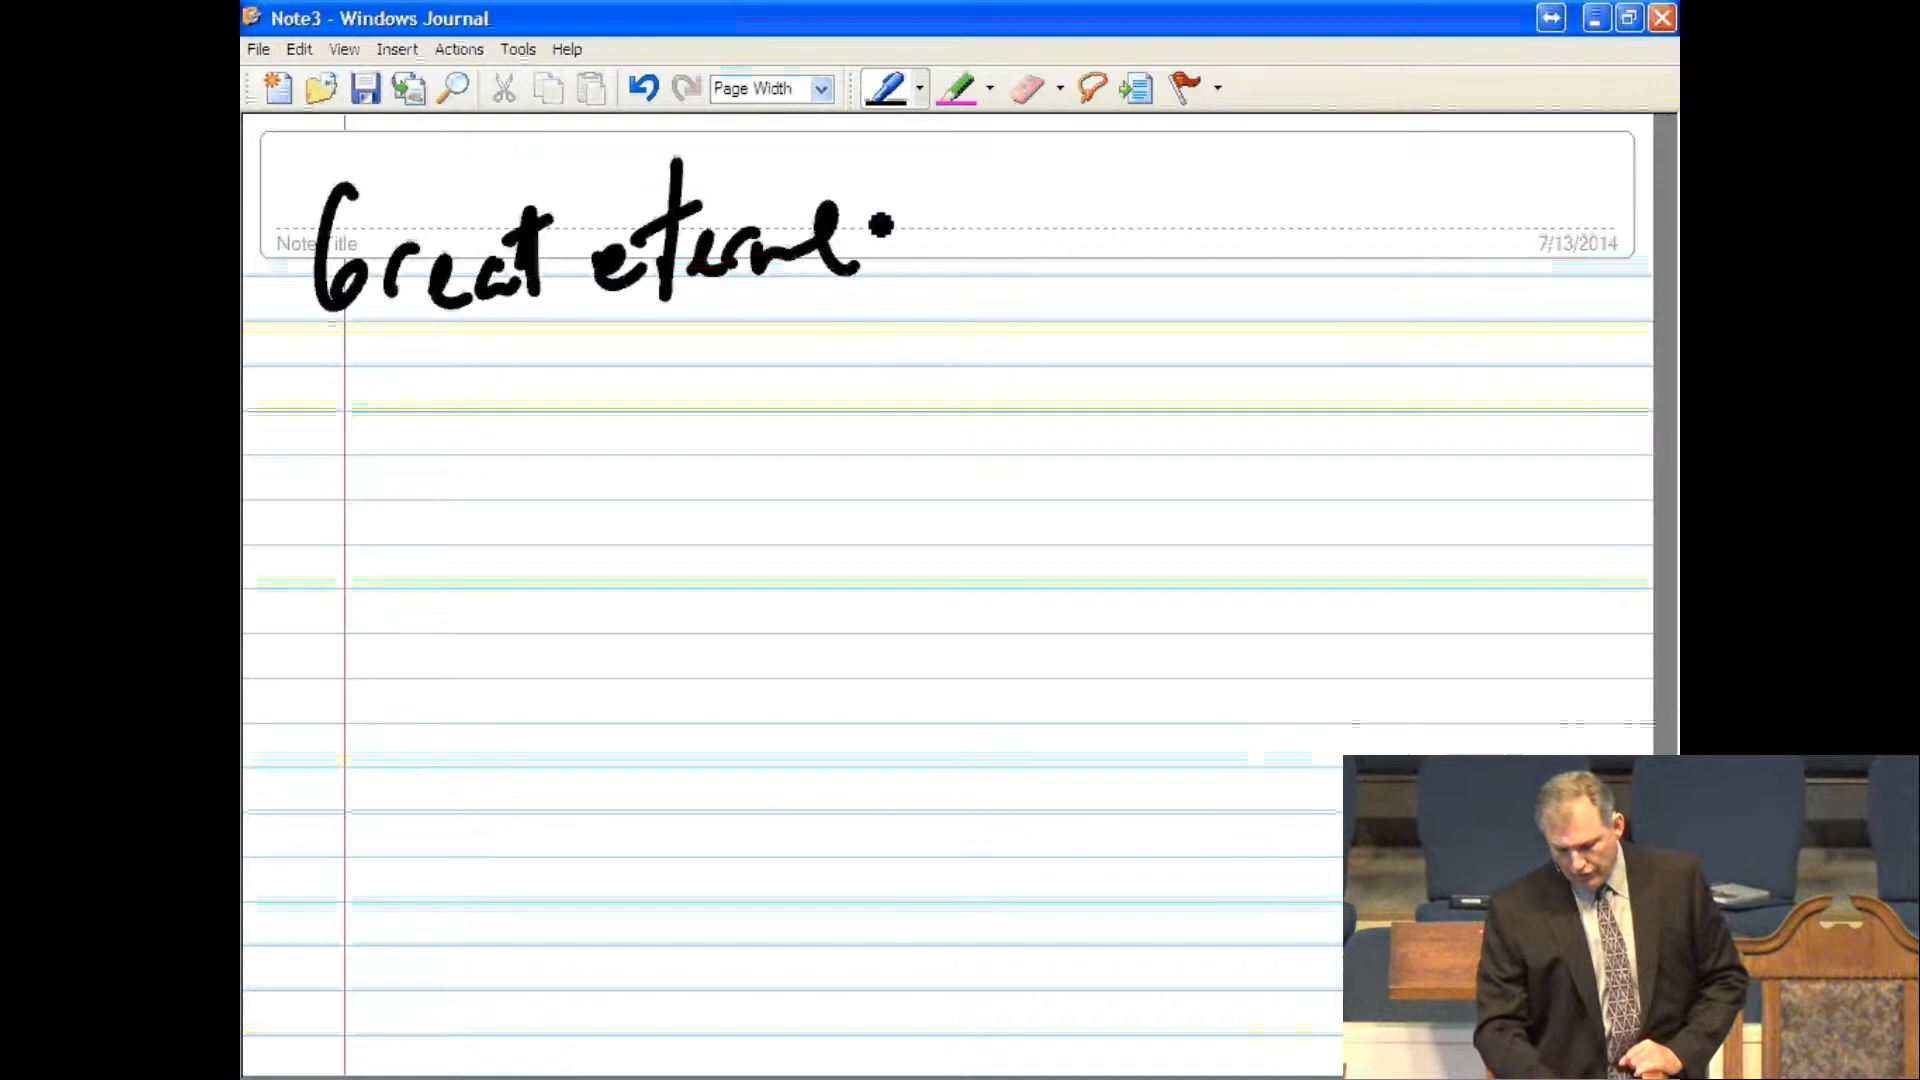 Note3 - Windows Journal
File Edit View Insert Actions Tools Help
Page Width
Great eternal
Note Title
7/13/2014